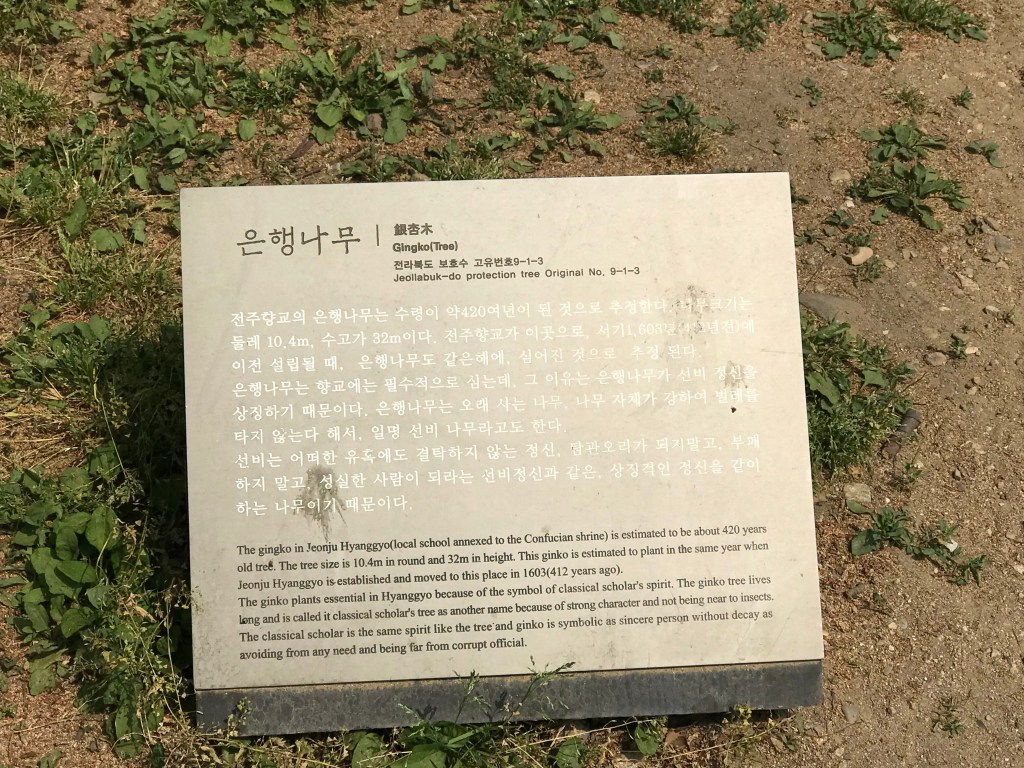 은행나무
銀杏木
Gingko(Tree)
전라북도 보호수 고유번호9-1-3
Jeollabuk-do protection tree Original No. 9-1-3
전주향교의 은행나무는 수령이 약420여년이 된 것으로 추정한다. 나무크기는
둘레 10.4m, 수고가 32m이다. 전주향교가 이곳으로, 서기1,603년
이전 설립될 때, 은행나무도 같은해에, 심어진 것으로 추정 된다.
은행나무는 향교에는 필수적으로 심는데, 그 이유는 은행나무가 선비 정신을
상징하기 때문이다. 은행나무는 오래 사는 나무, 나무 자체가 강하여 벌레를
타지 않는다 해서, 일명 선비 나무라고도 한다.
선비는 어떠한 유혹에도 결탁하지 않는 정신, 탐관오리가 되지말고, 부패
하지 말고, 성실한 사람이 되라는 선비정신과 같은, 상징적인 정신을 같이
하는 나무이기 때문이다.
The gingko in Jeonju Hyanggyo(local school annexed to the Confucian shrine) is estimated to be about 420 years
old tree. The tree size is 10.4m in round and 32m in height. This ginko is estimated to plant in the same year when
Jeonju Hyanggyo is established and moved to this place in 1603(412 years ago).
The ginko plants essential in Hyanggyo because of the symbol of classical scholar's spirit. The ginko tree lives
long and is called it classical scholar's tree as another name because of strong character and not being near to insects.
The classical scholar is the same spirit like the tree and ginko is symbolic as sincere person without decay as
avoiding from any need and being far from corrupt official.